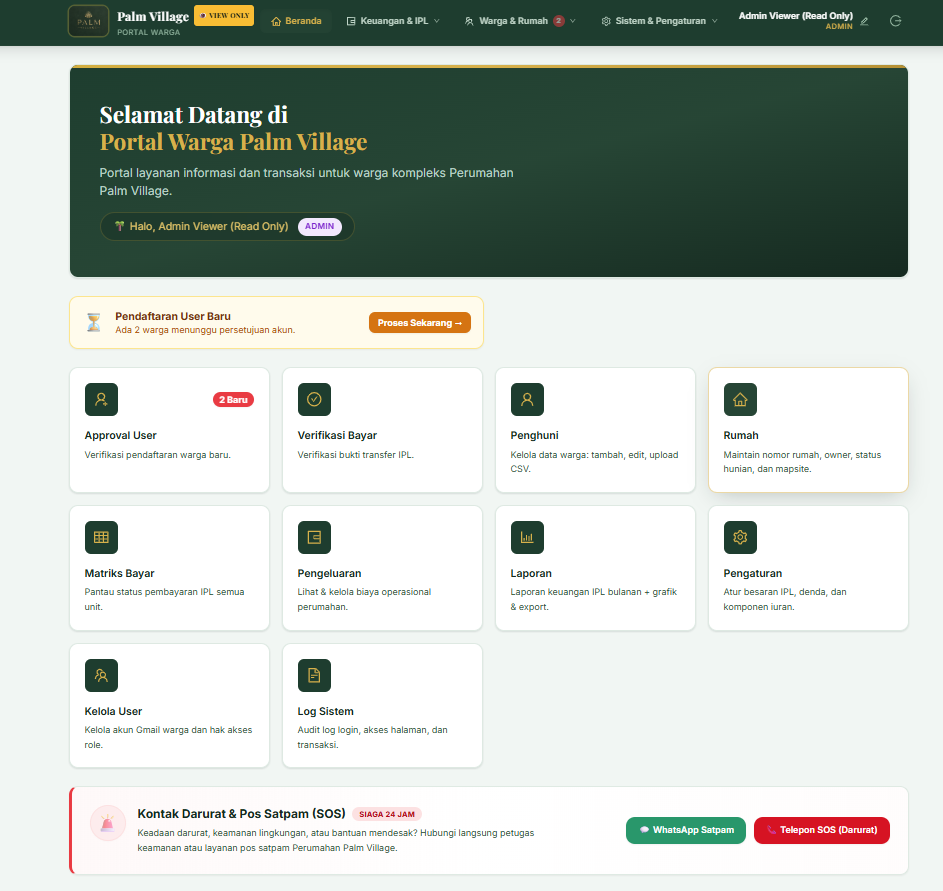 PALM
Palm Village
PORTAL WARGA
VIEW ONLY
Beranda
Keuangan & IPL
Warga & Rumah 2
Sistem & Pengaturan
Admin Viewer (Read Only)
ADMIN
Selamat Datang di
Portal Warga Palm Village
Portal layanan informasi dan transaksi untuk warga kompleks Perumahan
Palm Village.
Halo, Admin Viewer (Read Only) ADMIN
Pendaftaran User Baru
Ada 2 warga menunggu persetujuan akun.
Proses Sekarang →
2 Baru
Approval User
Verifikasi pendaftaran warga baru.
Verifikasi Bayar
Verifikasi bukti transfer IPL.
Penghuni
Kelola data warga: tambah, edit, upload
CSV.
Rumah
Maintain nomor rumah, owner, status
hunian, dan mapsite.
Matriks Bayar
Pantau status pembayaran IPL semua
unit.
Pengeluaran
Lihat & kelola biaya operasional
perumahan.
Laporan
Laporan keuangan IPL bulanan + grafik
& export.
Pengaturan
Atur besaran IPL, denda, dan
komponen iuran.
Kelola User
Kelola akun Gmail warga dan hak akses
role.
Log Sistem
Audit log login, akses halaman, dan
transaksi.
Kontak Darurat & Pos Satpam (SOS) SIAGA 24 JAM
Keadaan darurat, keamanan lingkungan, atau bantuan mendesak? Hubungi langsung petugas
keamanan atau layanan pos satpam Perumahan Palm Village.
WhatsApp Satpam
Telepon SOS (Darurat)